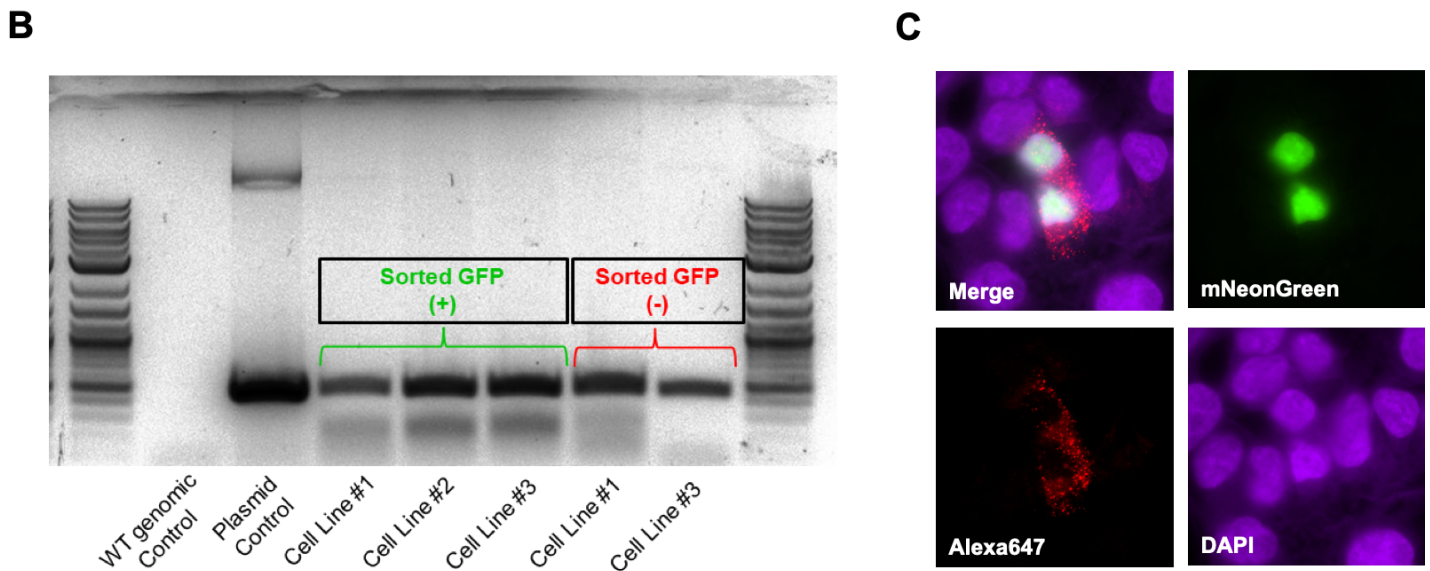 B
C
Sorted GFP
(+)
Sorted GFP
(-)
WT genomic
Control
Plasmid
Control
Cell Line #1
Cell Line #2
Cell Line #3
Cell Line #1
Cell Line #3
Merge
mNeonGreen
Alexa647
DAPI